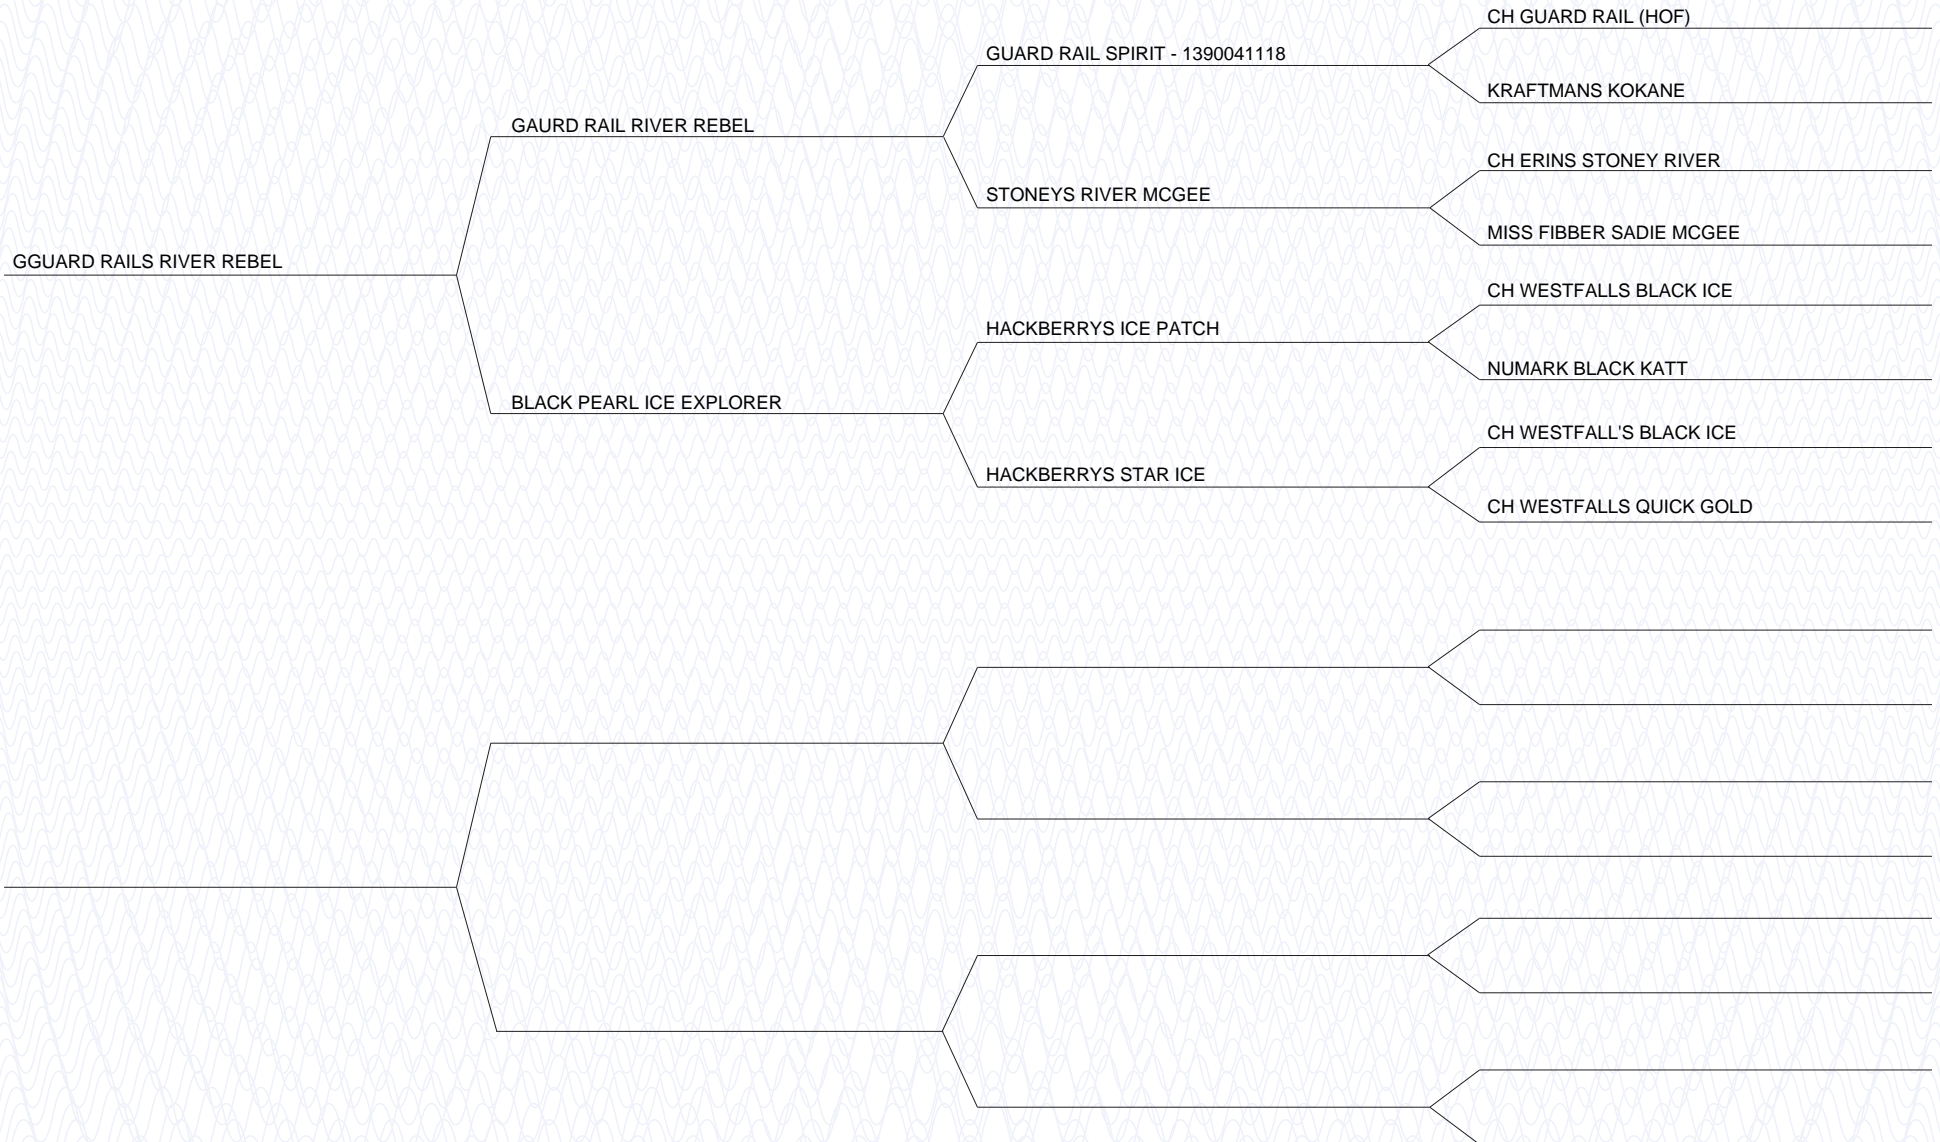 CH GUARD RAIL (HOF)
GUARD RAIL SPIRIT - 1390041118
KRAFTMANS KOKANE
GAURD RAIL RIVER REBEL
CH ERINS STONEY RIVER
STONEYS RIVER MCGEE
MISS FIBBER SADIE MCGEE
GGUARD RAILS RIVER REBEL
CH WESTFALLS BLACK ICE
HACKBERRYS ICE PATCH
NUMARK BLACK KATT
BLACK PEARL ICE EXPLORER
CH WESTFALL'S BLACK ICE
HACKBERRYS STAR ICE
CH WESTFALLS QUICK GOLD